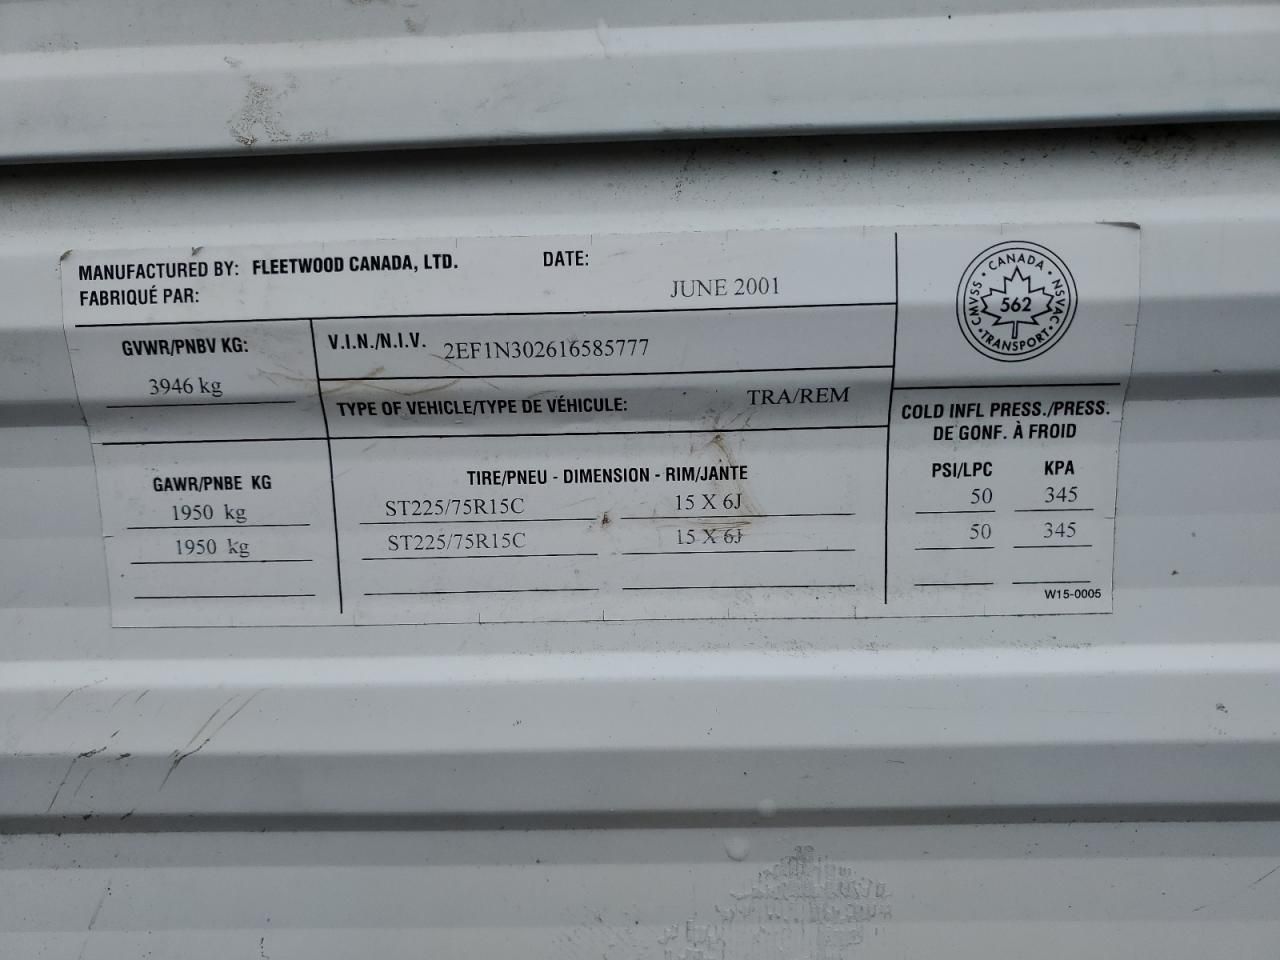 MANUFACTURED BY: FLEETWOOD CANADA, LTD. DATE:
FABRIQUÉ PAR: JUNE 2001
CANADA
CMVSS 562 NSVAC
TRANSPORT
GVWR/PNBV KG: V.I.N./N.I.V. 2EF1N302616585777
3946 kg
TYPE OF VEHICLE/TYPE DE VÉHICULE: TRA/REM
COLD INFL PRESS./PRESS.
DE GONF. À FROID
GAWR/PNBE KG TIRE/PNEU - DIMENSION - RIM/JANTE PSI/LPC KPA
1950 kg ST225/75R15C 15 X 6J 50 345
1950 kg ST225/75R15C 15 X 6J 50 345
W15-0005